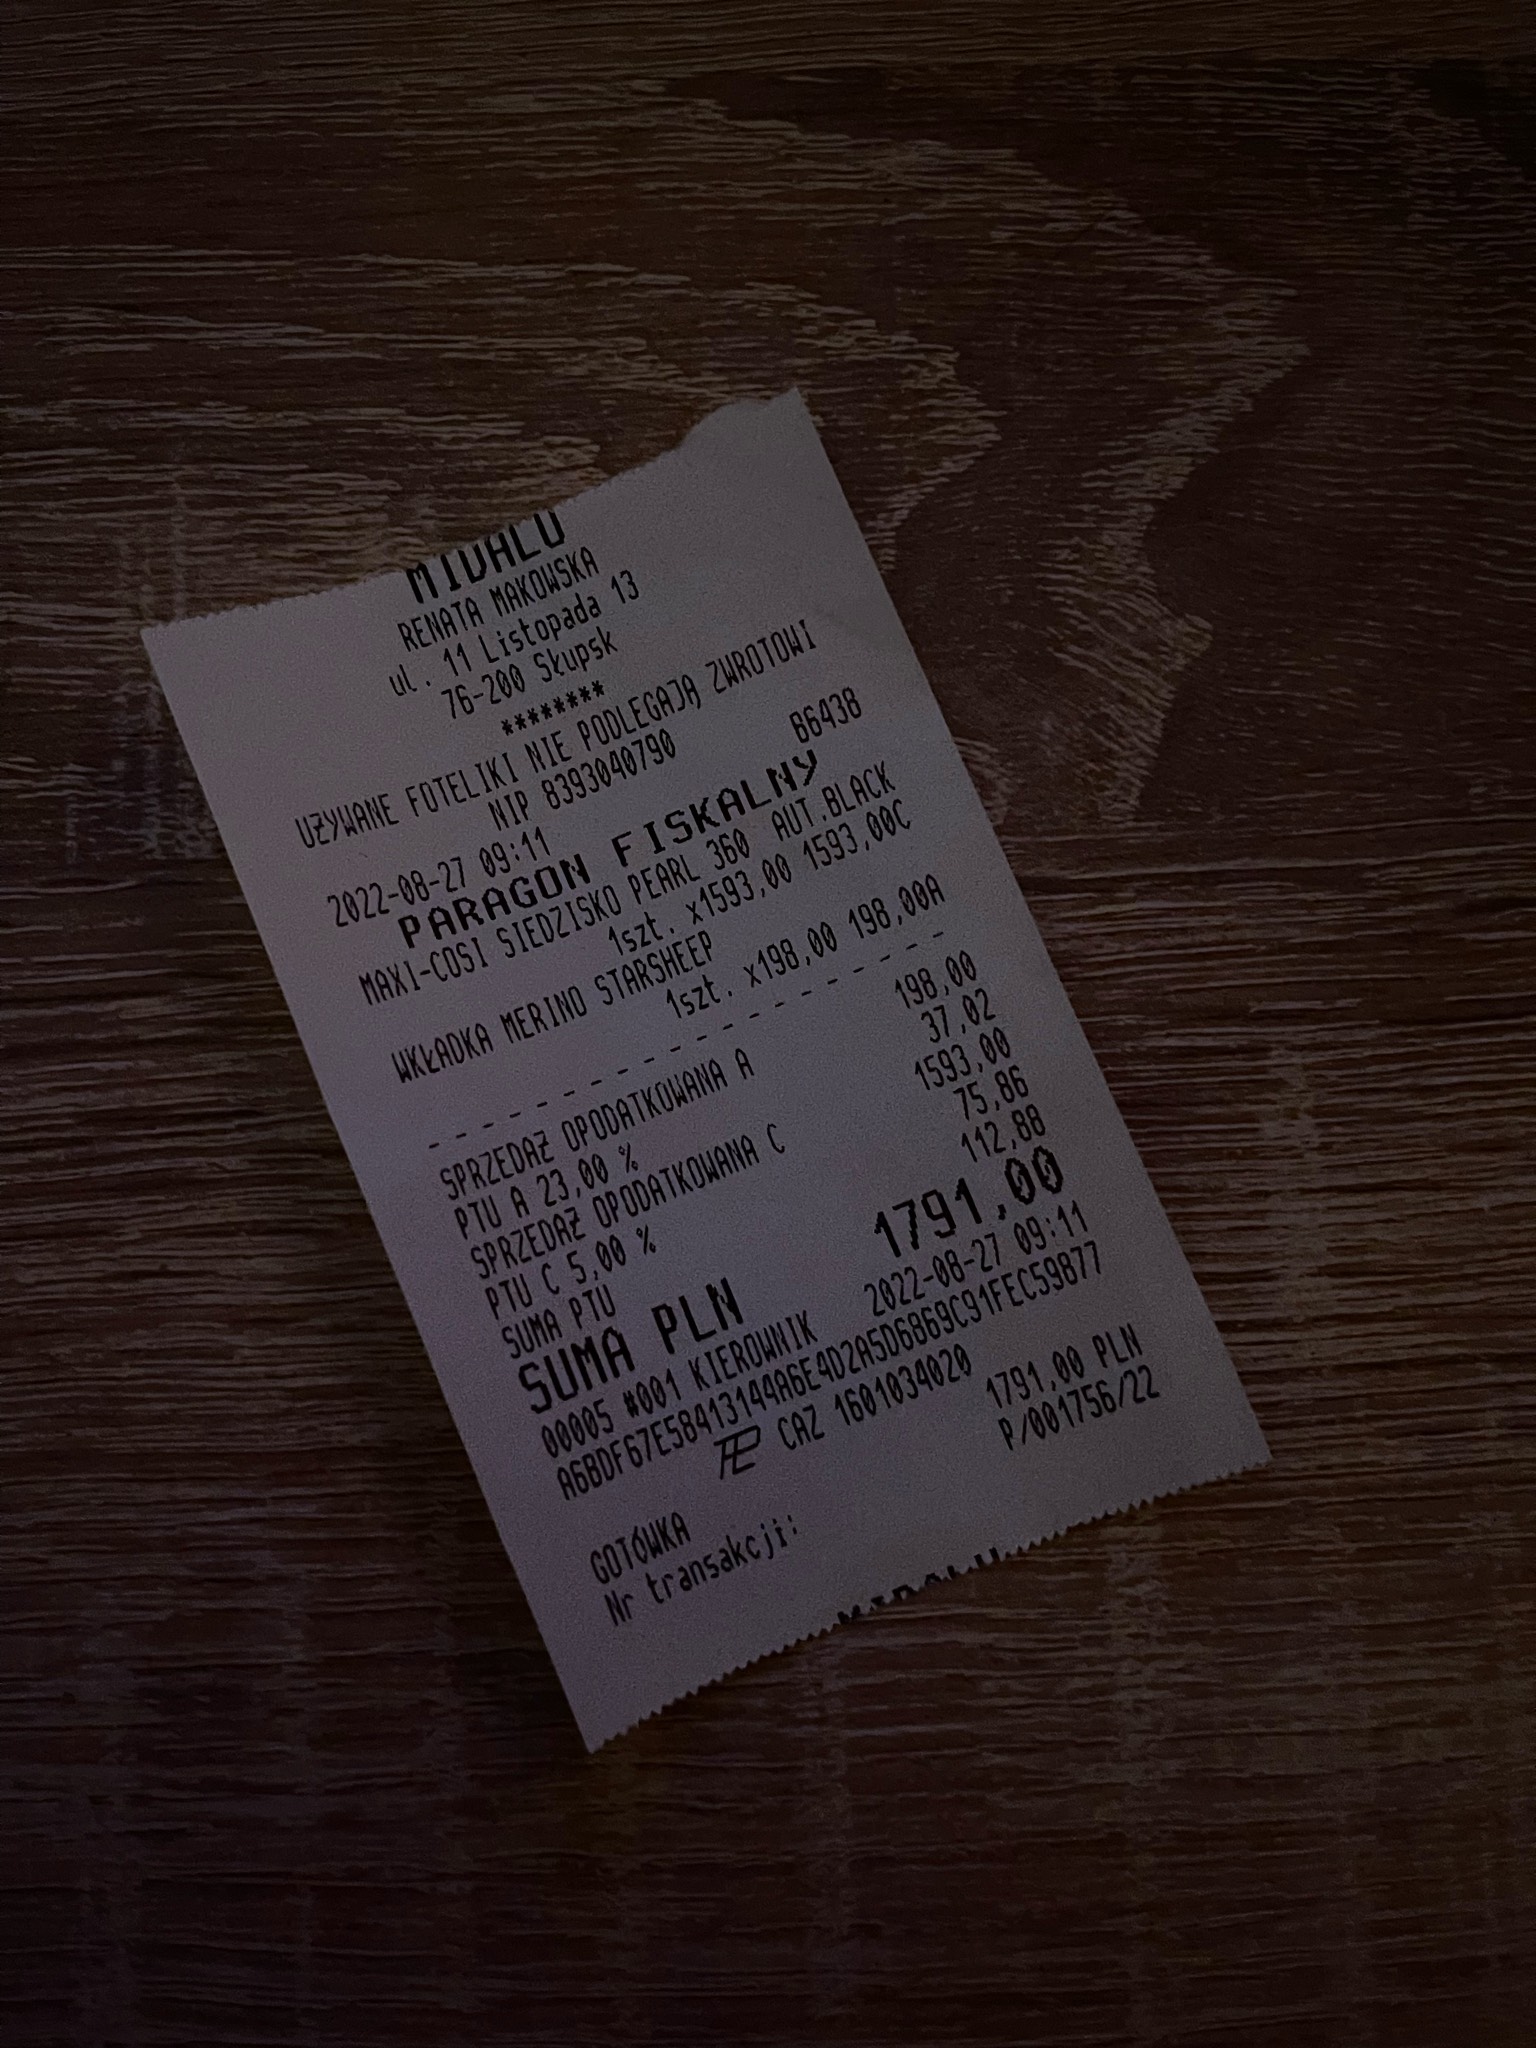 MIDALU
RENATA MAKOWSKA
ul. 11 Listopada 13
76-200 Słupsk
********
UŻYWANE FOTELIKI NIE PODLEGAJĄ ZWROTOWI
NIP 8393040790
2022-08-27 09:11 B6438
PARAGON FISKALNY
MAXI-COSI SIEDZISKO PEARL 360 AUT.BLACK
1szt. x1593,00 1593,00C
WKŁADKA MERINO STARSHEEP
1szt. x198,00 198,00A
- - - - - - - - - - - - - - - - - - - -
SPRZEDAŻ OPODATKOWANA A 198,00
PTU A 23,00 % 37,02
SPRZEDAŻ OPODATKOWANA C 1593,00
PTU C 5,00 % 75,86
SUMA PTU 112,88
SUMA PLN 1791,00
00005 #001 KIEROWNIK 2022-08-27 09:11
A6BDF67E58413144A6E4D2A5D6869C91FEC59B77
CAZ 1601034020
GOTÓWKA 1791,00 PLN
Nr transakcji: P/001756/22